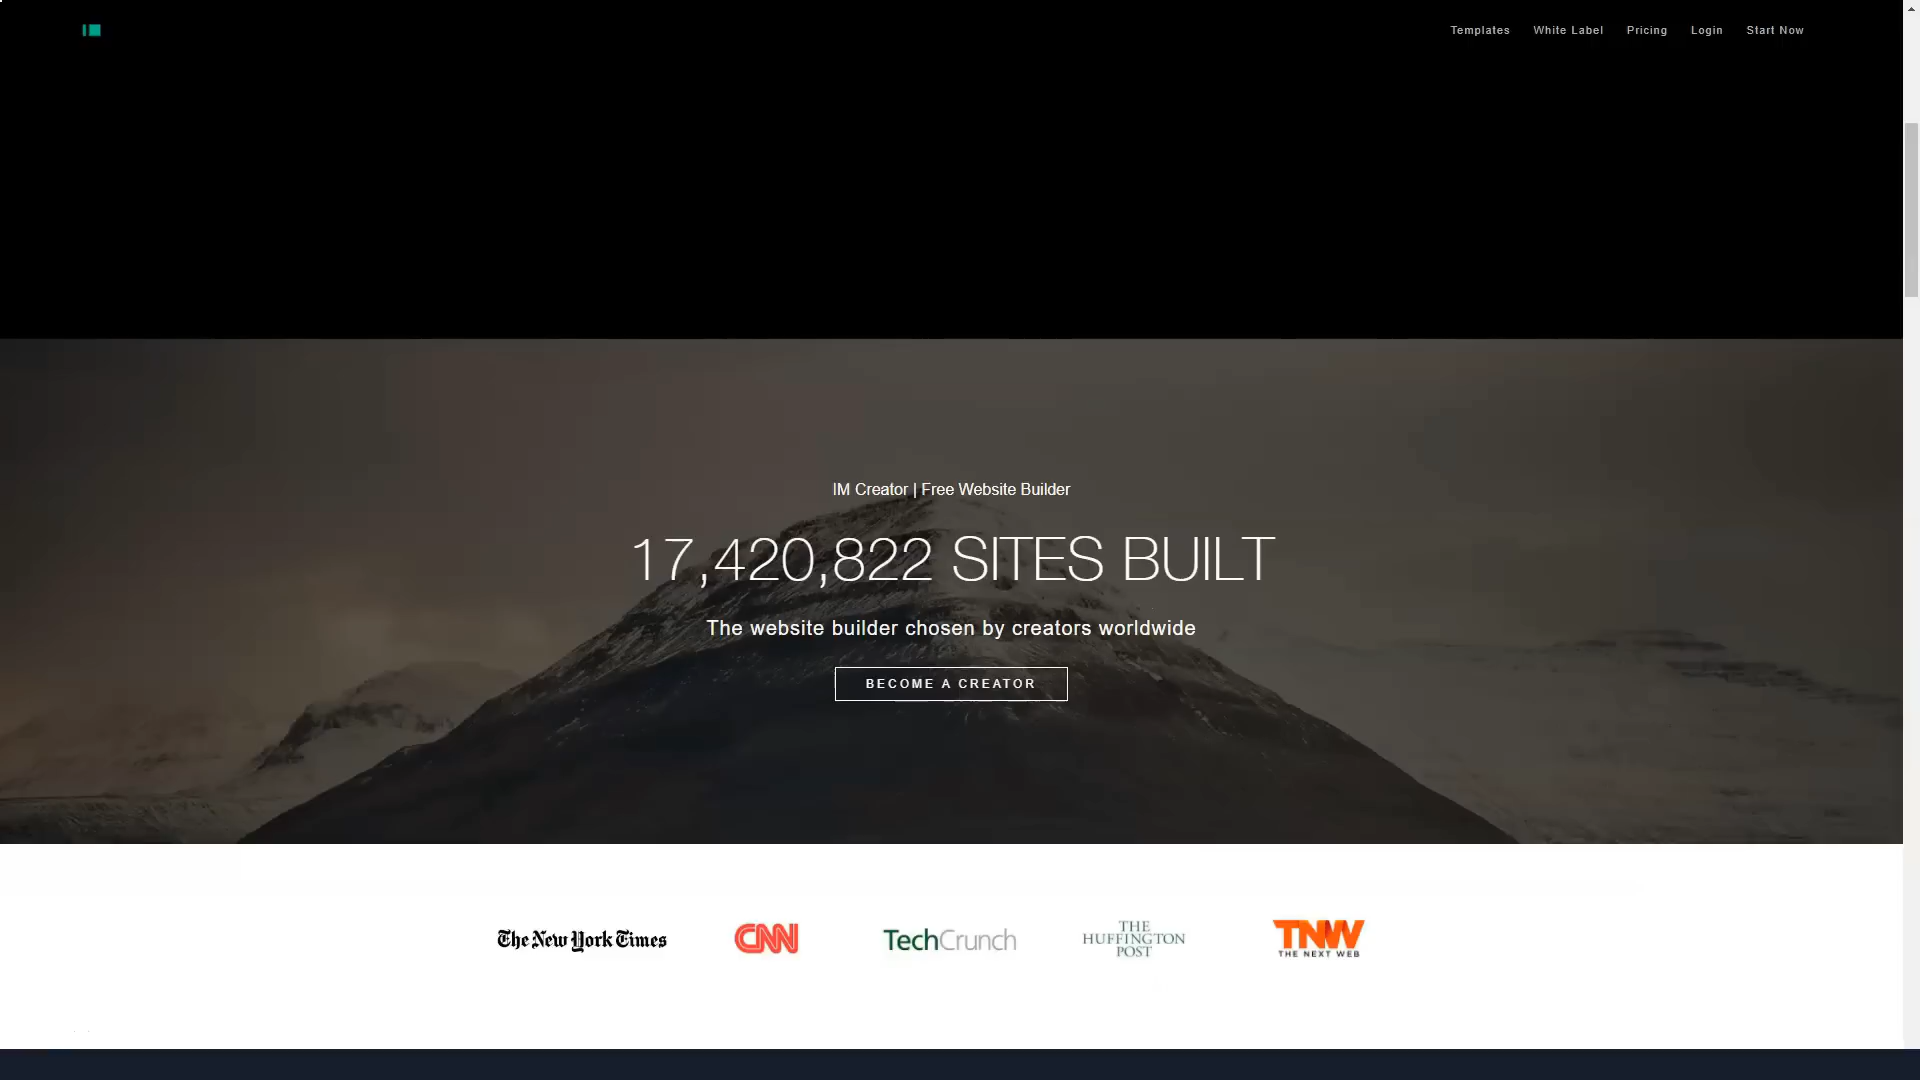 Templates White Label Pricing Login Start Now
IM Creator | Free Website Builder
17,420,822 SITES BUILT
The website builder chosen by creators worldwide
BECOME A CREATOR
The New York Times CNN TechCrunch THE HUFFINGTON POST TNW THE NEXT WEB